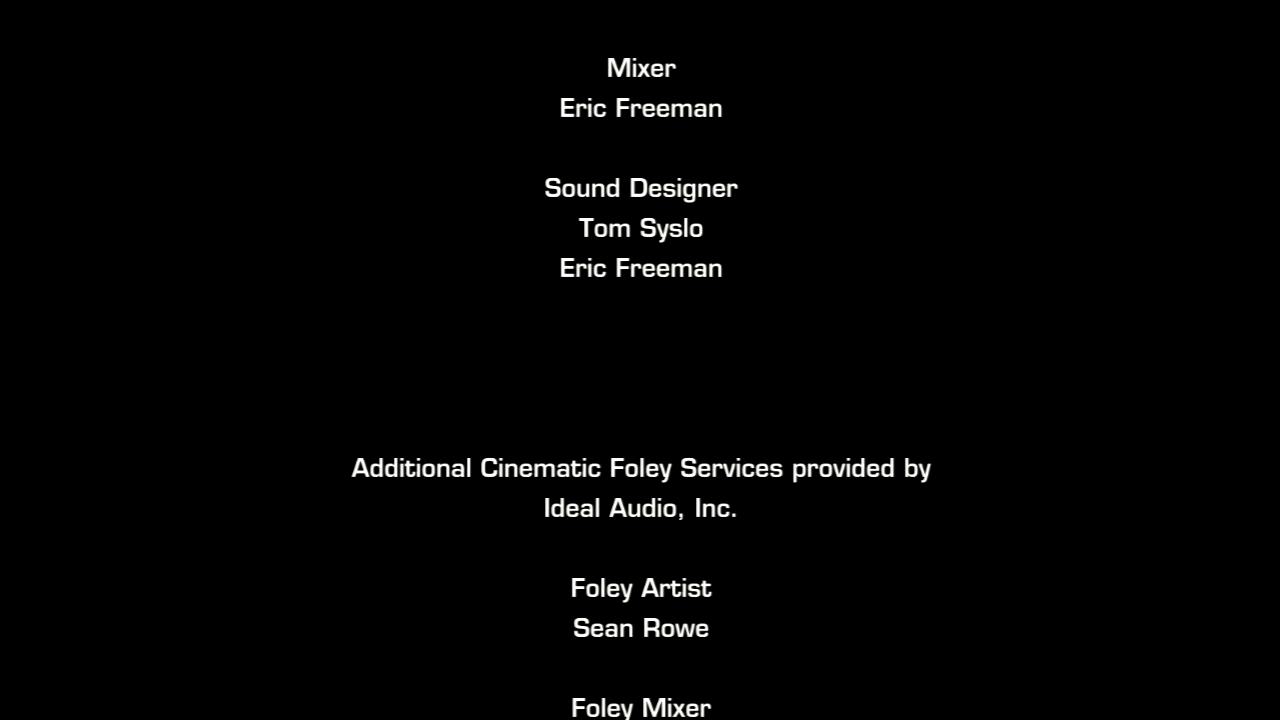 Mixer
Eric Freeman
Sound Designer
Tom Syslo
Eric Freeman
Additional Cinematic Foley Services provided by
Ideal Audio, Inc.
Foley Artist
Sean Rowe
Foley Mixer